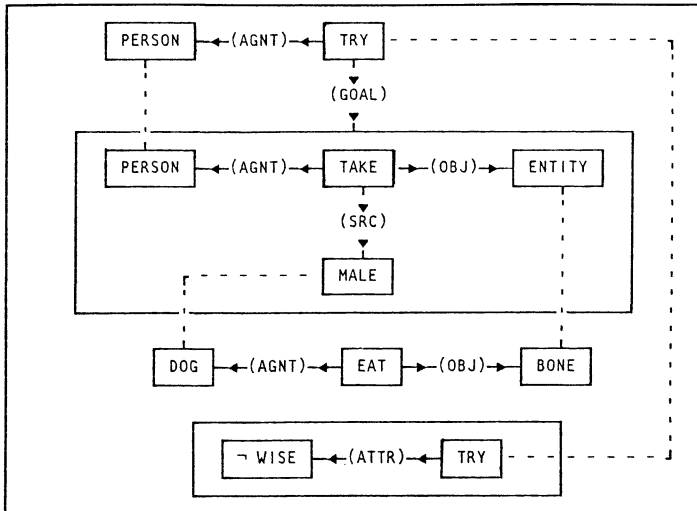 PERSON (AGNT) TRY
(GOAL)
PERSON (AGNT) TAKE (OBJ) ENTITY
(SRC)
MALE
DOG (AGNT) EAT (OBJ) BONE
¬ WISE (ATTR) TRY